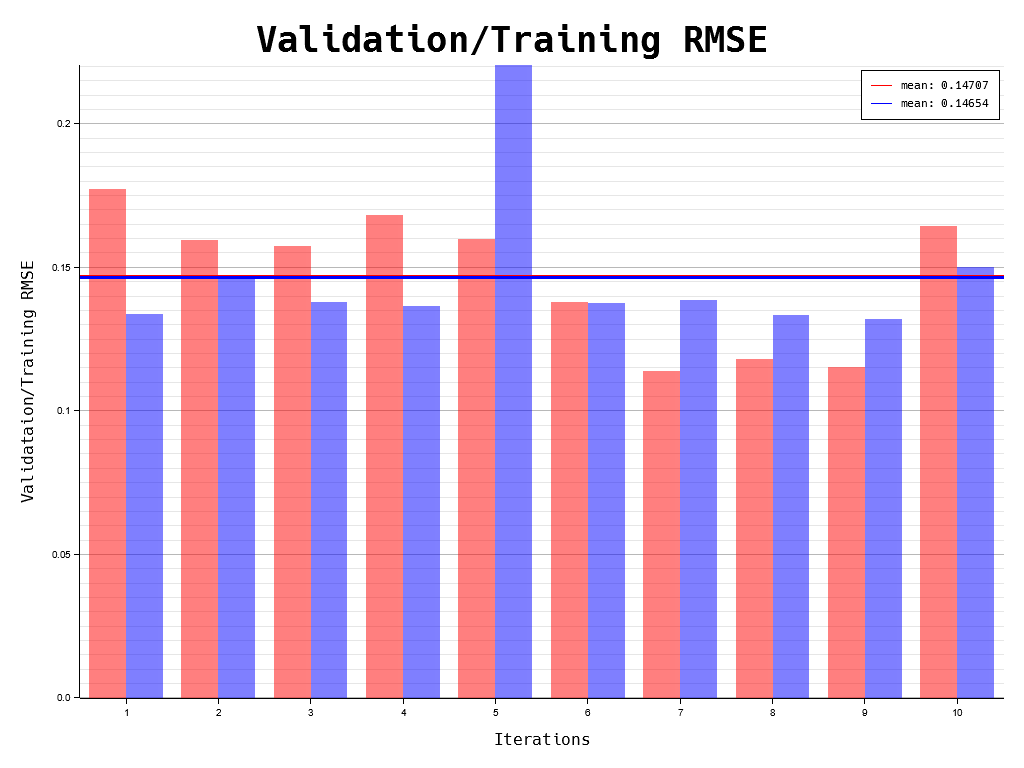 Validation/Training RMSE
mean: 0.14707
mean: 0.14654
0.2
0.15
0.1
0.05
0.0
Validataion/Training RMSE
1 2 3 4 5 6 7 8 9 10
Iterations